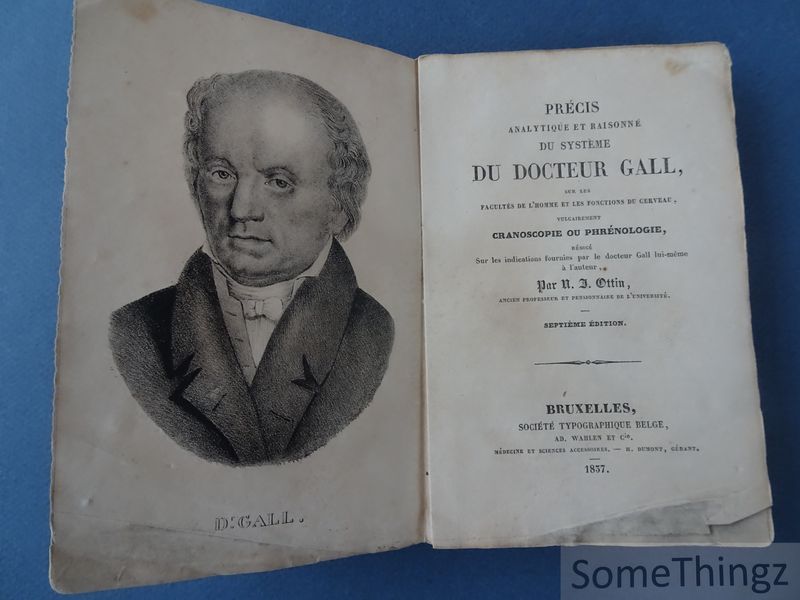 Dr. GALL.
PRÉCIS
ANALYTIQUE ET RAISONNÉ
DU SYSTÈME
DU DOCTEUR GALL,
SUR LES
FACULTÉS DE L'HOMME ET LES FONCTIONS DU CERVEAU,
VULGAIREMENT
CRANOSCOPIE OU PHRÉNOLOGIE,
RÉDIGÉ
Sur les indications fournies par le docteur Gall lui-même
à l'auteur,
Par N. J. Ottin,
ANCIEN PROFESSEUR ET PENSIONNAIRE DE L'UNIVERSITÉ.
SEPTIÈME ÉDITION.
BRUXELLES,
SOCIÉTÉ TYPOGRAPHIQUE BELGE,
AD. WAHLEN ET Cie.
MÉDECINE ET SCIENCES ACCESSOIRES. — H. DUMONT, GÉRANT.
1837.
SomeThingz